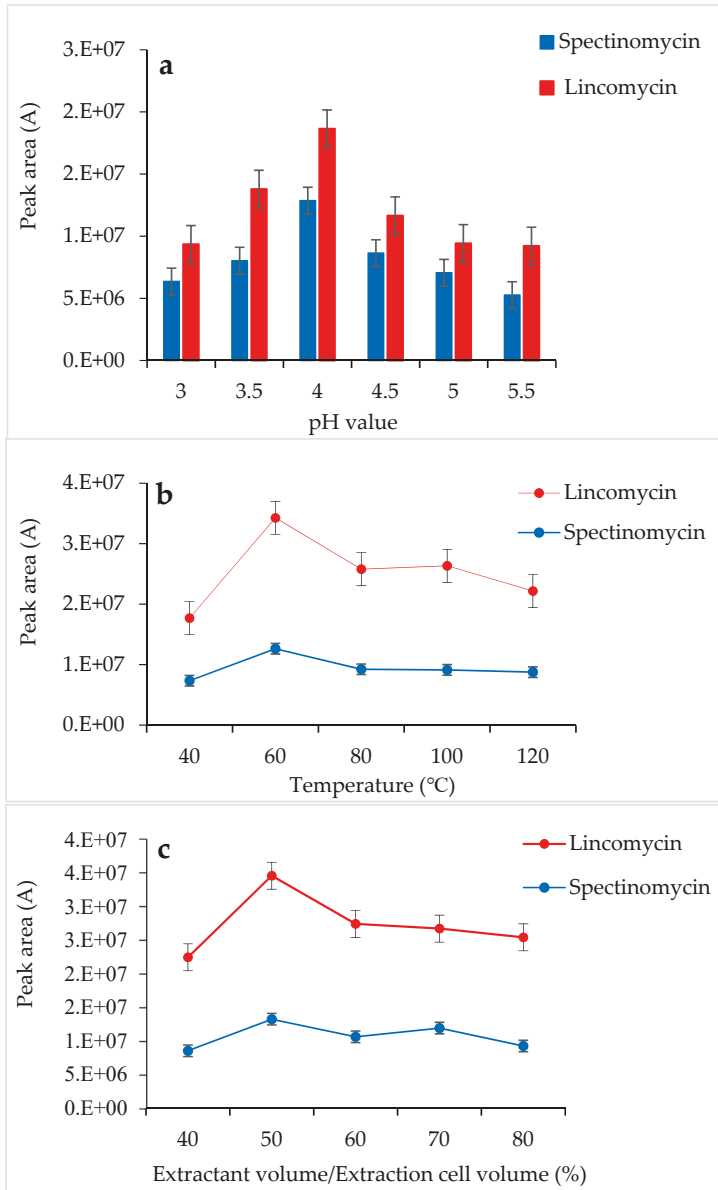 a
Spectinomycin
Lincomycin
Peak area (A)
3.E+07
2.E+07
2.E+07
1.E+07
5.E+06
0.E+00
3 3.5 4 4.5 5 5.5
pH value
b
Lincomycin
Spectinomycin
Peak area (A)
4.E+07
3.E+07
2.E+07
1.E+07
0.E+00
40 60 80 100 120
Temperature (°C)
c
Lincomycin
Spectinomycin
Peak area (A)
4.E+07
4.E+07
3.E+07
3.E+07
2.E+07
2.E+07
1.E+07
5.E+06
0.E+00
40 50 60 70 80
Extractant volume/Extraction cell volume (%)